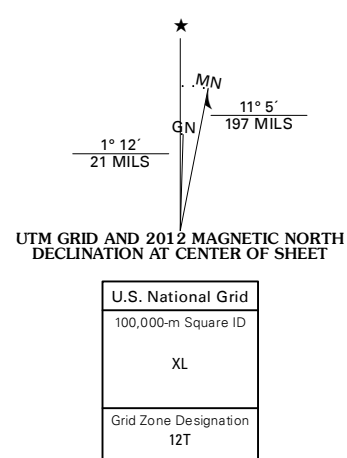 ★
MN
11° 5´
197 MILS
GN
1° 12´
21 MILS
UTM GRID AND 2012 MAGNETIC NORTH
DECLINATION AT CENTER OF SHEET
U.S. National Grid
100,000-m Square ID
XL
Grid Zone Designation
12T